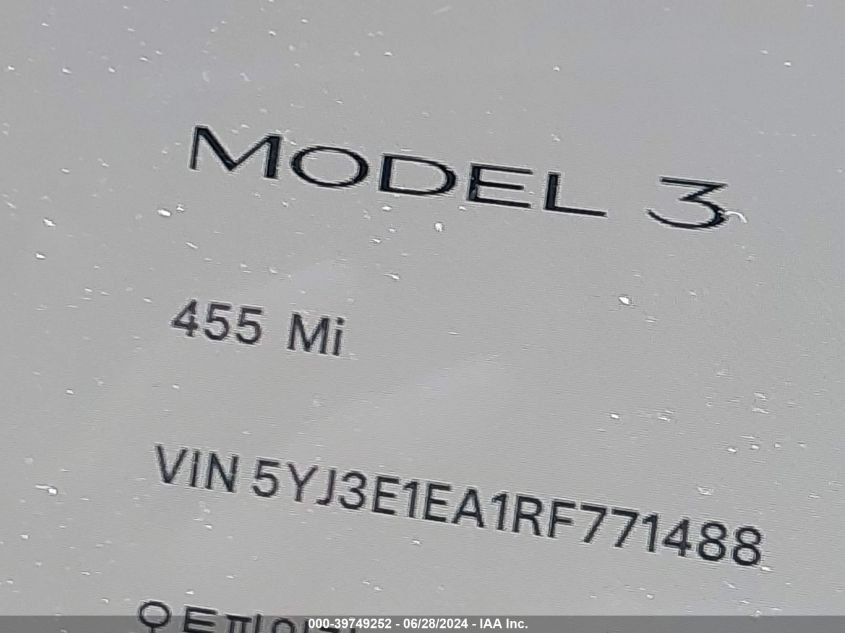 MODEL 3
455 Mi
VIN 5YJ3E1EA1RF771488
000-39749252 - 06/28/2024 - IAA Inc.